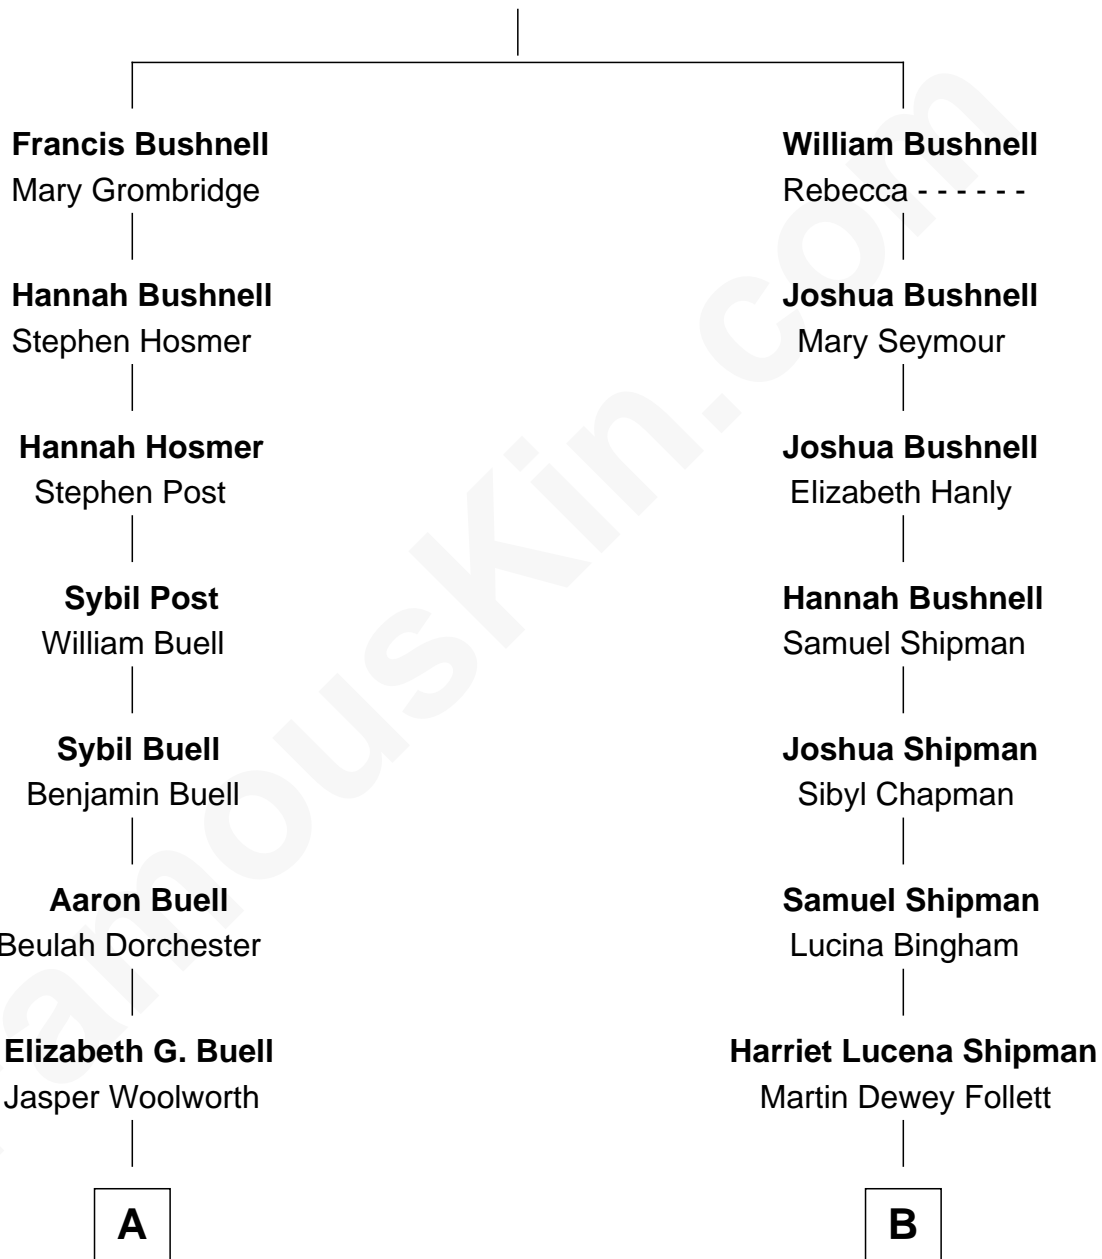 Francis Bushnell
Mary Grombridge
William Bushnell
Rebecca - - - - - -
Hannah Bushnell
Stephen Hosmer
Joshua Bushnell
Mary Seymour
Hannah Hosmer
Stephen Post
Joshua Bushnell
Elizabeth Hanly
Sybil Post
William Buell
Hannah Bushnell
Samuel Shipman
Sybil Buell
Benjamin Buell
Joshua Shipman
Sibyl Chapman
Aaron Buell
Beulah Dorchester
Samuel Shipman
Lucina Bingham
Elizabeth G. Buell
Jasper Woolworth
Harriet Lucena Shipman
Martin Dewey Follett
A
B
FamousKin.com